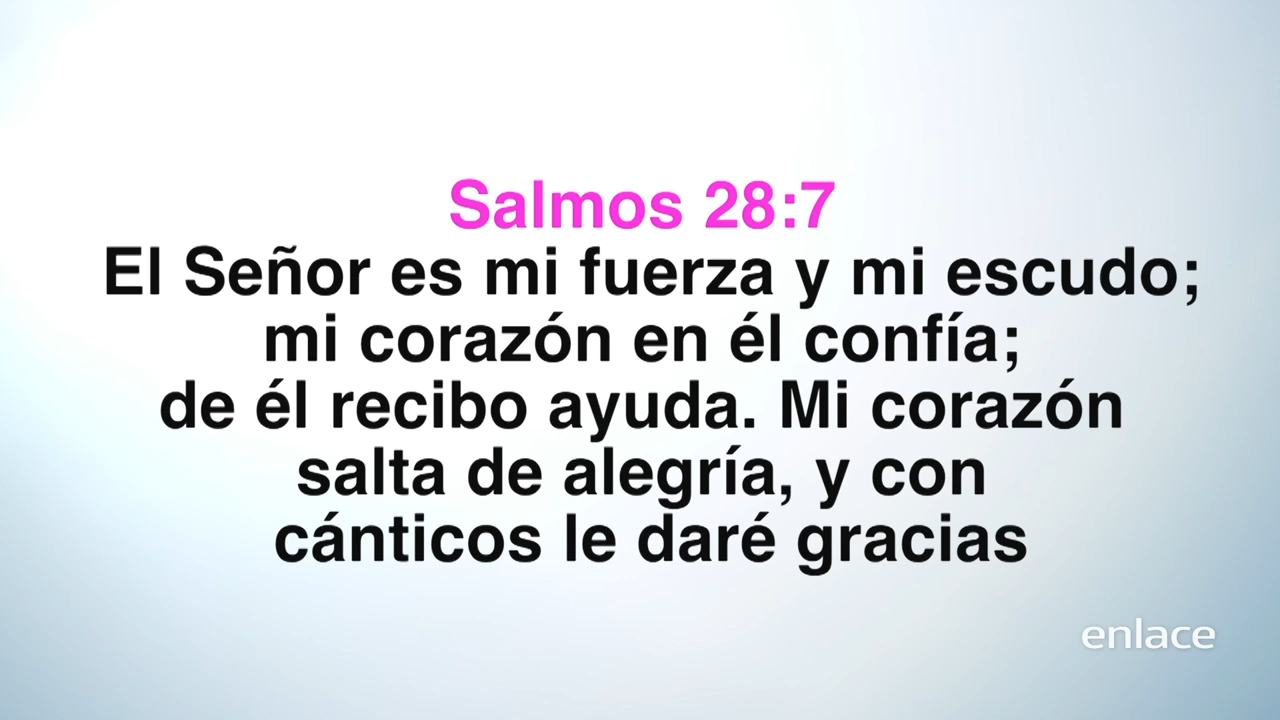 Salmos 28:7
El Señor es mi fuerza y mi escudo;
mi corazón en él confía;
de él recibo ayuda. Mi corazón
salta de alegría, y con
cánticos le daré gracias
enlace